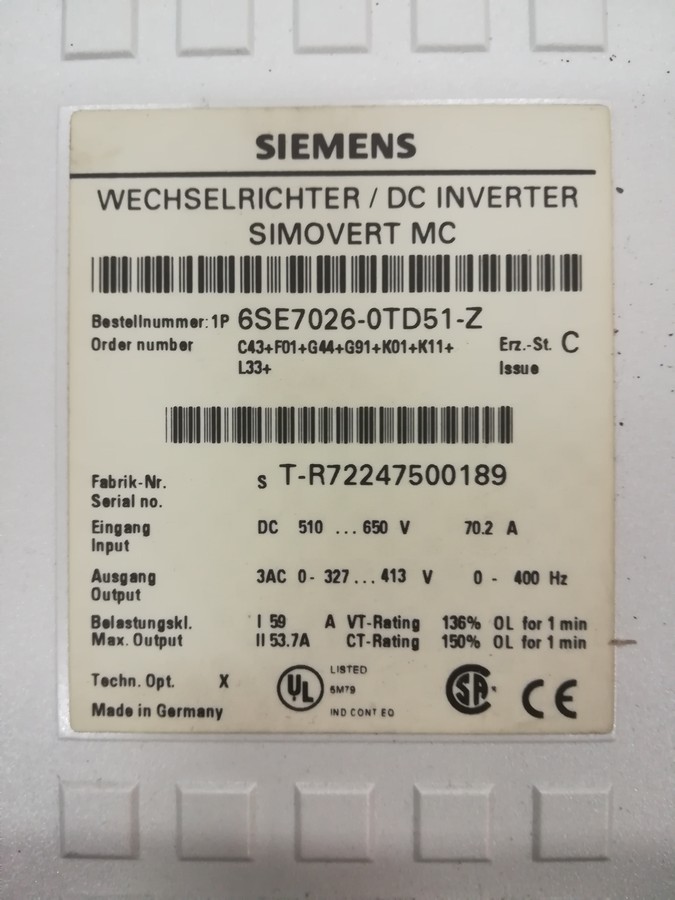 SIEMENS
WECHSELRICHTER / DC INVERTER
SIMOVERT MC
Bestellnummer: 1P 6SE7026-0TD51-Z
Order number C43+F01+G44+G91+K01+K11+ Erz.-St. C
L33+ Issue
Fabrik-Nr. S T-R72247500189
Serial no.
Eingang DC 510 ... 650 V 70.2 A
Input
Ausgang 3AC 0- 327... 413 V 0 - 400 Hz
Output
Belastungskl. I 59 A VT-Rating 136% OL for 1 min
Max. Output II 53.7A CT-Rating 150% OL for 1 min
Techn. Opt. X UL LISTED
5M79
IND CONT EQ
SA CE
Made in Germany